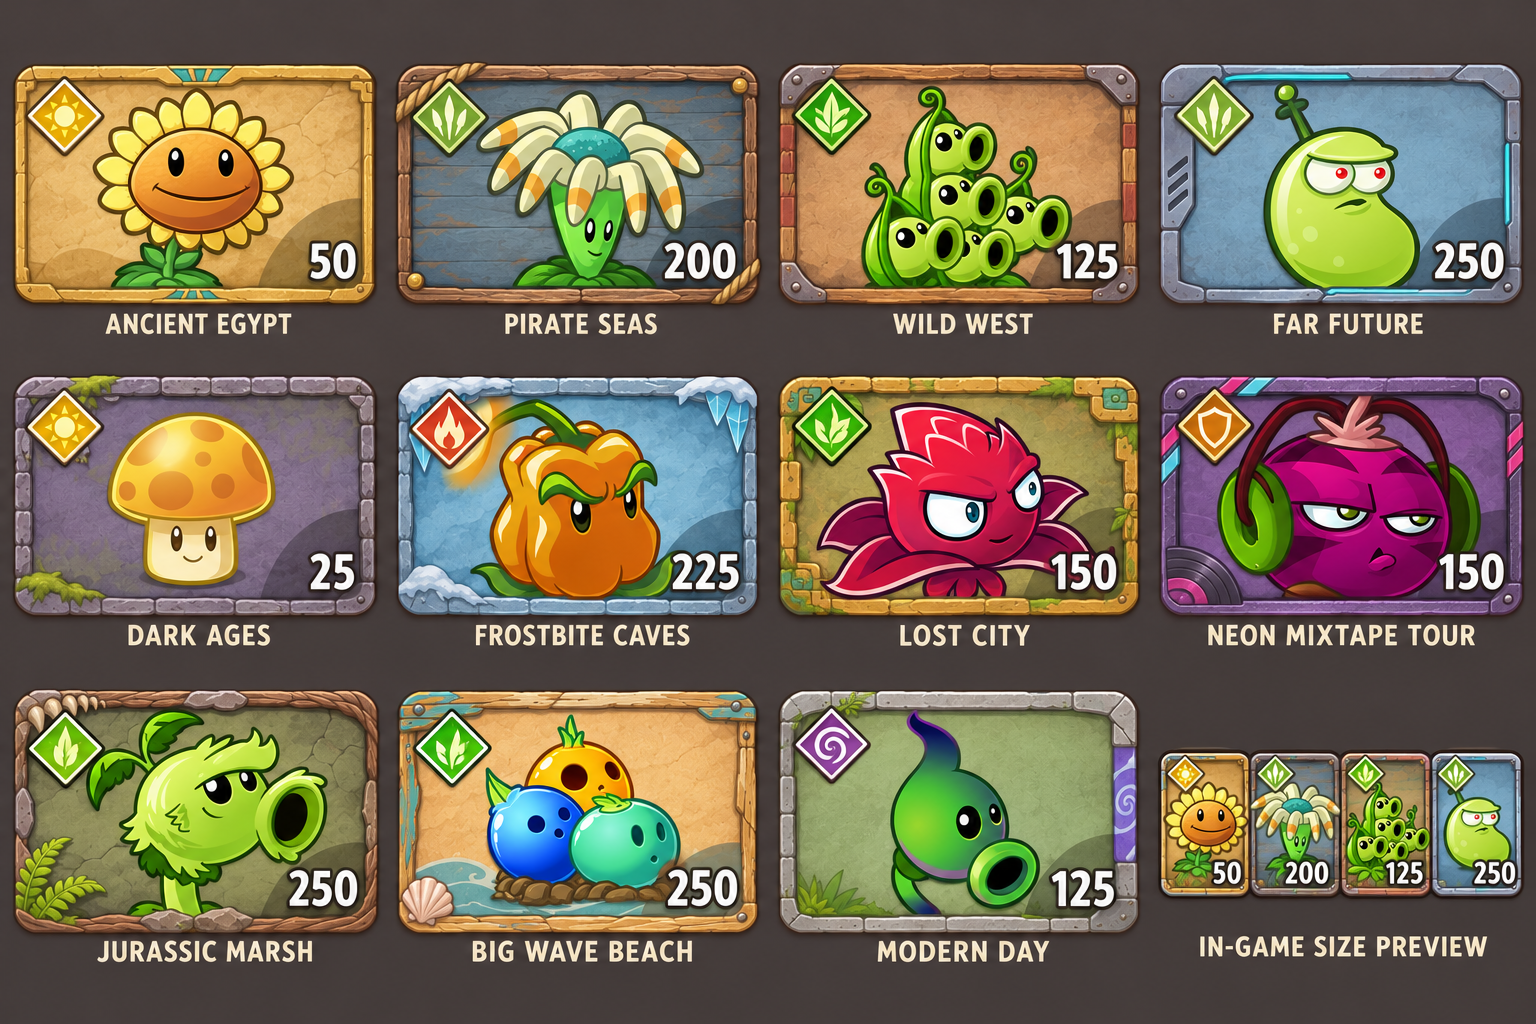 50
200
125
250
ANCIENT EGYPT
PIRATE SEAS
WILD WEST
FAR FUTURE
25
225
150
150
DARK AGES
FROSTBITE CAVES
LOST CITY
NEON MIXTAPE TOUR
250
250
125
50
200
125
250
JURASSIC MARSH
BIG WAVE BEACH
MODERN DAY
IN-GAME SIZE PREVIEW